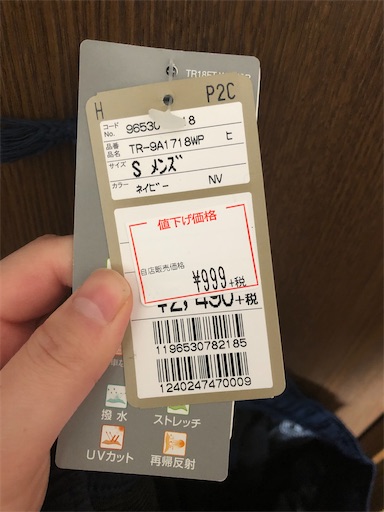 H P2C
コード No. 96530 18
品番 品名 TR-9A1718WP ヒ
サイズ S メンズ
カラー ネイビー NV
値下げ価格
自店販売価格
¥999+税
+税
1196530782185
1240247470009
撥水 ストレッチ
UVカット 再帰反射